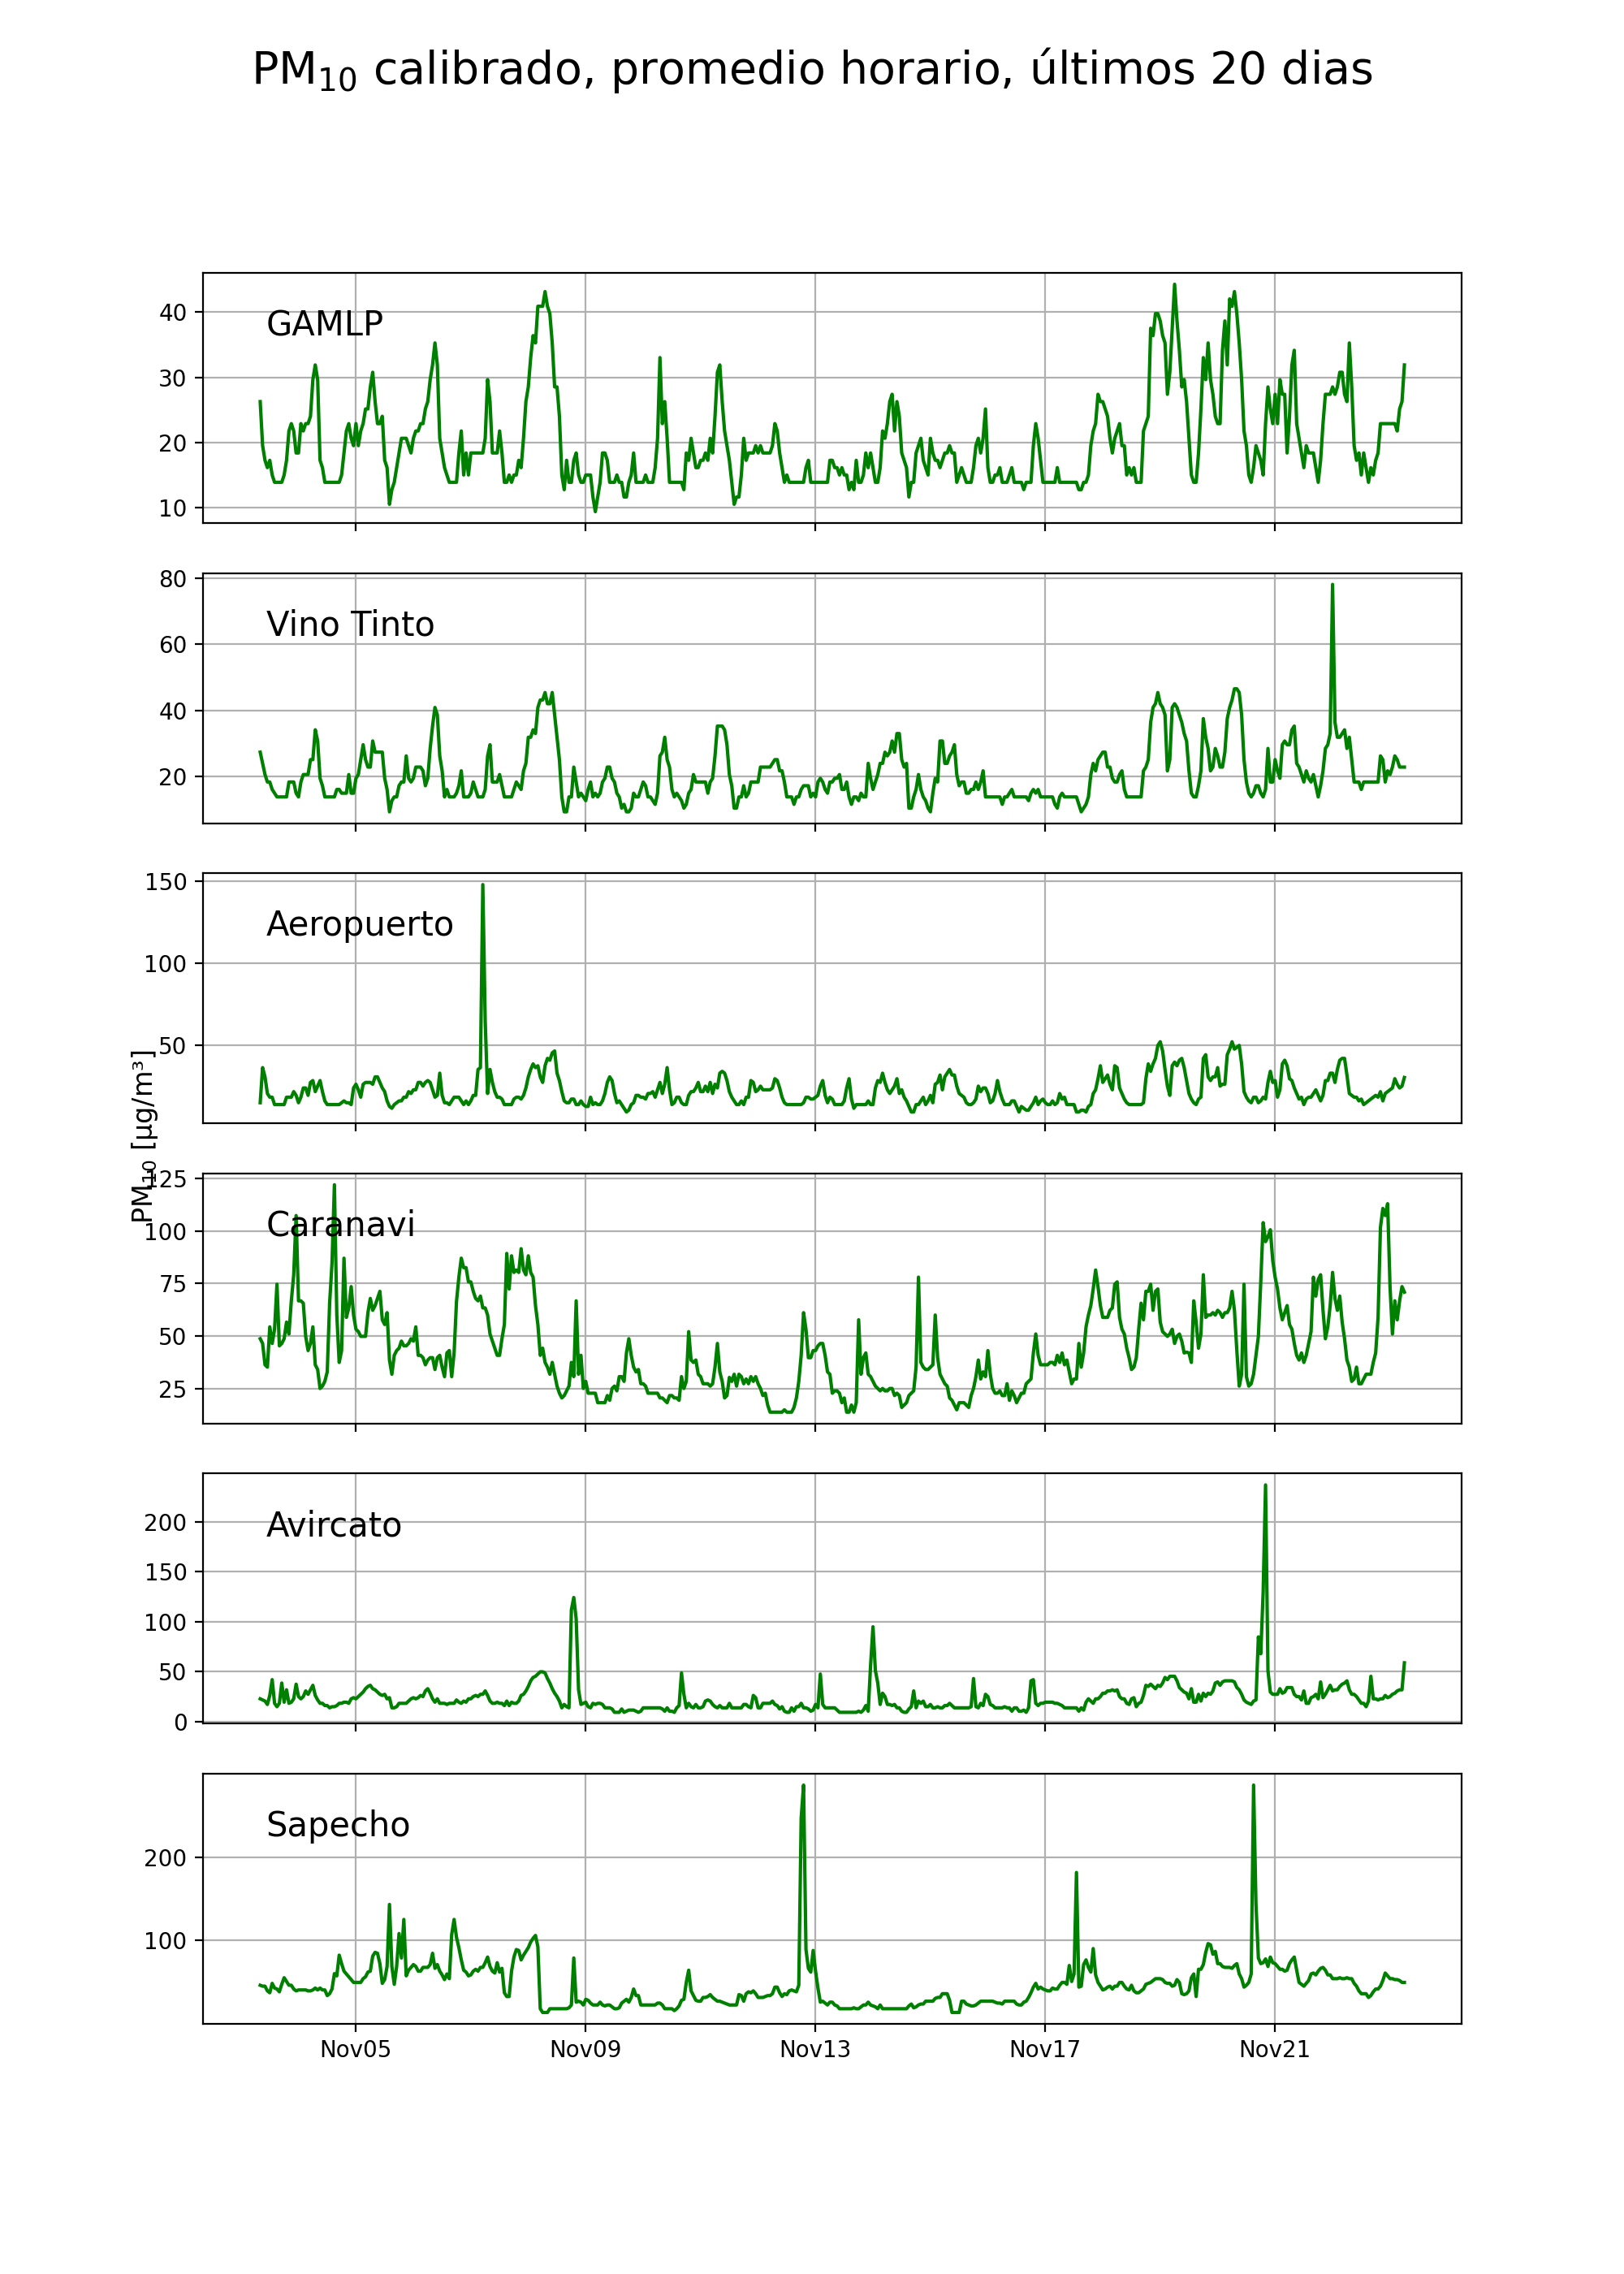 PM₁₀ calibrado, promedio horario, últimos 20 dias
GAMLP
40
30
20
10
Vino Tinto
80
60
40
20
Aeropuerto
150
100
50
PM₁₀ [µg/m³]
Caranavi
125
100
75
50
25
Avircato
200
150
100
50
0
Sapecho
200
100
Nov05 Nov09 Nov13 Nov17 Nov21